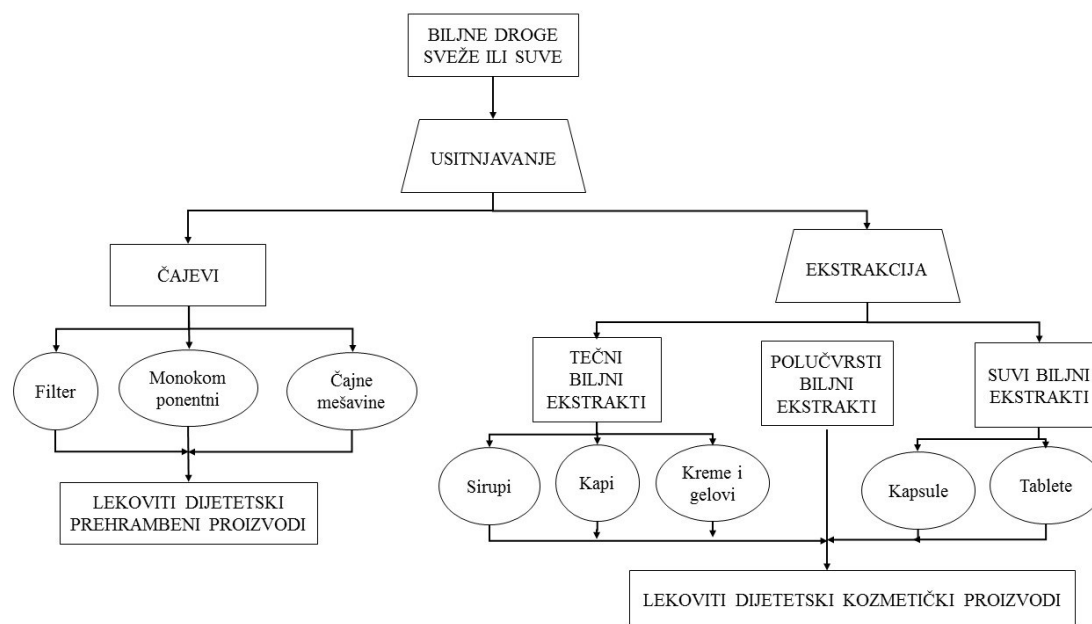 BILJNE DROGE
SVEŽE ILI SUVE
USITNJAVANJE
ČAJEVI
EKSTRAKCIJA
Filter
Monokom
ponentni
Čajne
mešavine
TEČNI
BILJNI
EKSTRAKTI
POLUČVRSTI
BILJNI
EKSTRAKTI
SUVI BILJNI
EKSTRAKTI
Sirupi
Kapi
Kreme i
gelovi
Kapsule
Tablete
LEKOVITI DIJETETSKI
PREHRAMBENI PROIZVODI
LEKOVITI DIJETETSKI KOZMETIČKI PROIZVODI